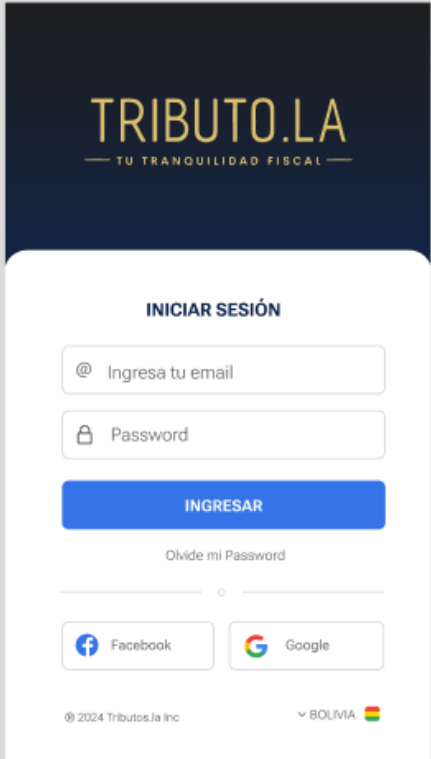 TRIBUTO.LA
TU TRANQUILIDAD FISCAL
INICIAR SESIÓN
@ Ingresa tu email
Password
INGRESAR
Olvide mi Password
o
Facebook
Google
® 2024 Tributos.la Inc
BOLIVIA